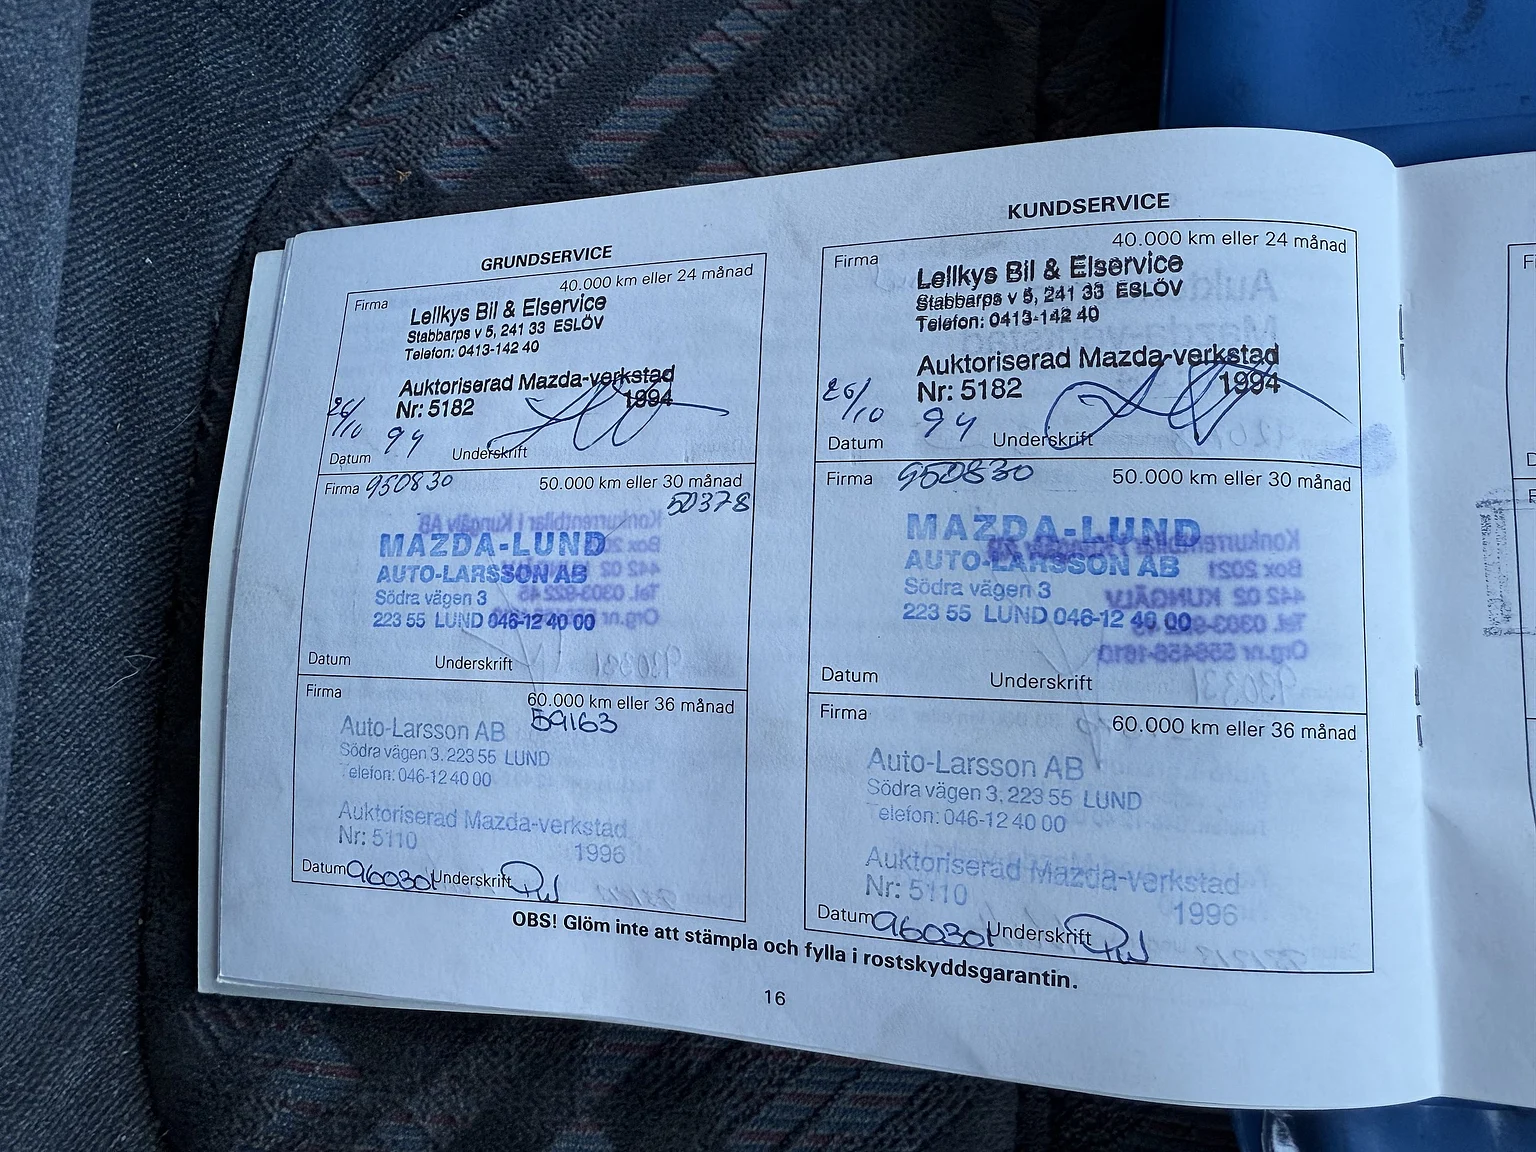 GRUNDSERVICE
Firma
40.000 km eller 24 månad
Lellkys Bil & Elservice
Stabbarps v 5, 241 33 ESLÖV
Telefon: 0413-142 40
Auktoriserad Mazda-verkstad
Nr: 5182 1994
26/10 94
Datum Underskrift
Firma 950830 50.000 km eller 30 månad
50378
MAZDA-LUND
AUTO-LARSSON AB
Södra vägen 3
223 55 LUND 046-12 40 00
Datum Underskrift
Firma
60.000 km eller 36 månad
59163
Auto-Larsson AB
Södra vägen 3, 223 55 LUND
Telefon: 046-12 40 00
Auktoriserad Mazda-verkstad
Nr: 5110 1996
Datum 960301 Underskrift
KUNDSERVICE
40.000 km eller 24 månad
Firma
Lellkys Bil & Elservice
Stabbarps v 5, 241 33 ESLÖV
Telefon: 0413-142 40
Auktoriserad Mazda-verkstad
Nr: 5182 1994
26/10 94
Datum Underskrift
Firma 950830 50.000 km eller 30 månad
MAZDA-LUND
AUTO-LARSSON AB
Södra vägen 3
223 55 LUND 046-12 40 00
Datum Underskrift
Firma
60.000 km eller 36 månad
Auto-Larsson AB
Södra vägen 3, 223 55 LUND
Telefon: 046-12 40 00
Auktoriserad Mazda-verkstad
Nr: 5110 1996
Datum 960301 Underskrift
OBS! Glöm inte att stämpla och fylla i rostskyddsgarantin.
16